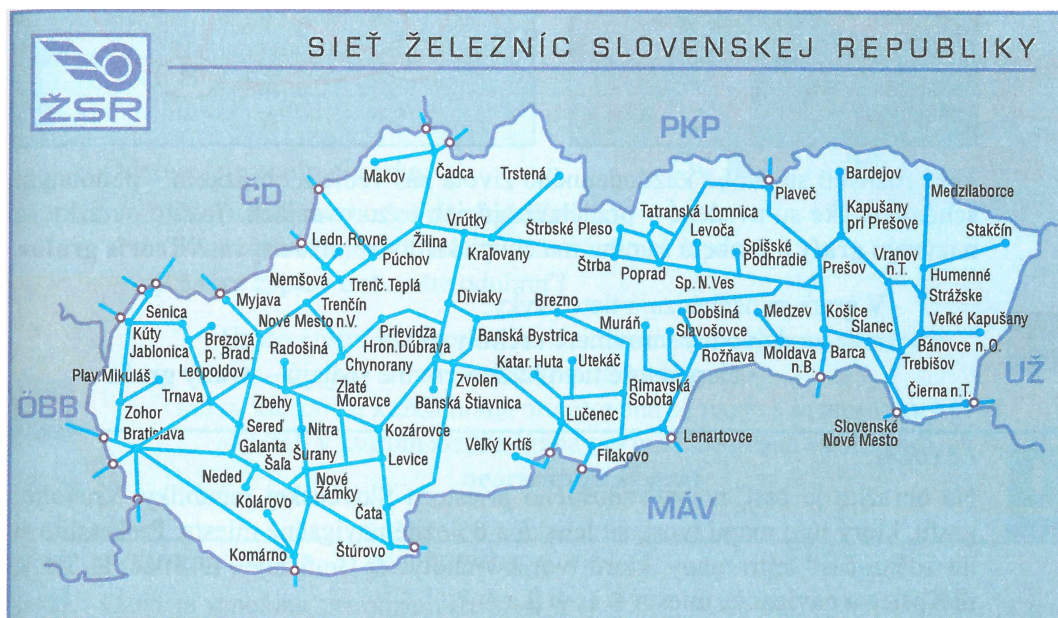 SIEŤ ŽELEZNÍC SLOVENSKEJ REPUBLIKY
ŽSR
PKP
ČD
Makov
Čadca
Trstená
Plaveč
Bardejov
Medzilaborce
Tatranská Lomnica
Kapušany
pri Prešove
Ledn. Rovne
Vrútky
Štrbské Pleso
Levoča
Stakčín
Žilina
Kraľovany
Spišské
Podhradie
Púchov
Nemšová
Štrba
Poprad
Prešov
Vranov
n.T.
Humenné
Trenč. Teplá
Sp.N.Ves
Strážske
Senica
Myjava
Trenčín
Diviaky
Brezno
Dobšiná
Medzev
Košice
Slanec
Veľké Kapušany
Kúty
Nové Mesto n.V.
Prievidza
Banská Bystrica
Muráň
Slavošovce
Bánovce n.O.
Jablonica
Brezová
p. Brad.
Radošiná
Hron. Dúbrava
Chynorany
Leopoldov
Katar. Huta
Utekáč
Rožňava
Moldava
n.B.
Barca
Trebišov
UŽ
Plav. Mikuláš
Zlaté
Moravce
Zvolen
Banská Štiavnica
Rimavská
Sobota
Čierna n.T.
ÖBB
Trnava
Zbehy
Zohor
Sereď
Nitra
Kozárovce
Lučenec
Slovenské
Nové Mesto
Bratislava
Galanta
Veľký Krtíš
Lenartovce
Šaľa
Šurany
Levice
Fiľakovo
Neded
Nové
Zámky
Kolárovo
Čata
MÁV
Komárno
Štúrovo